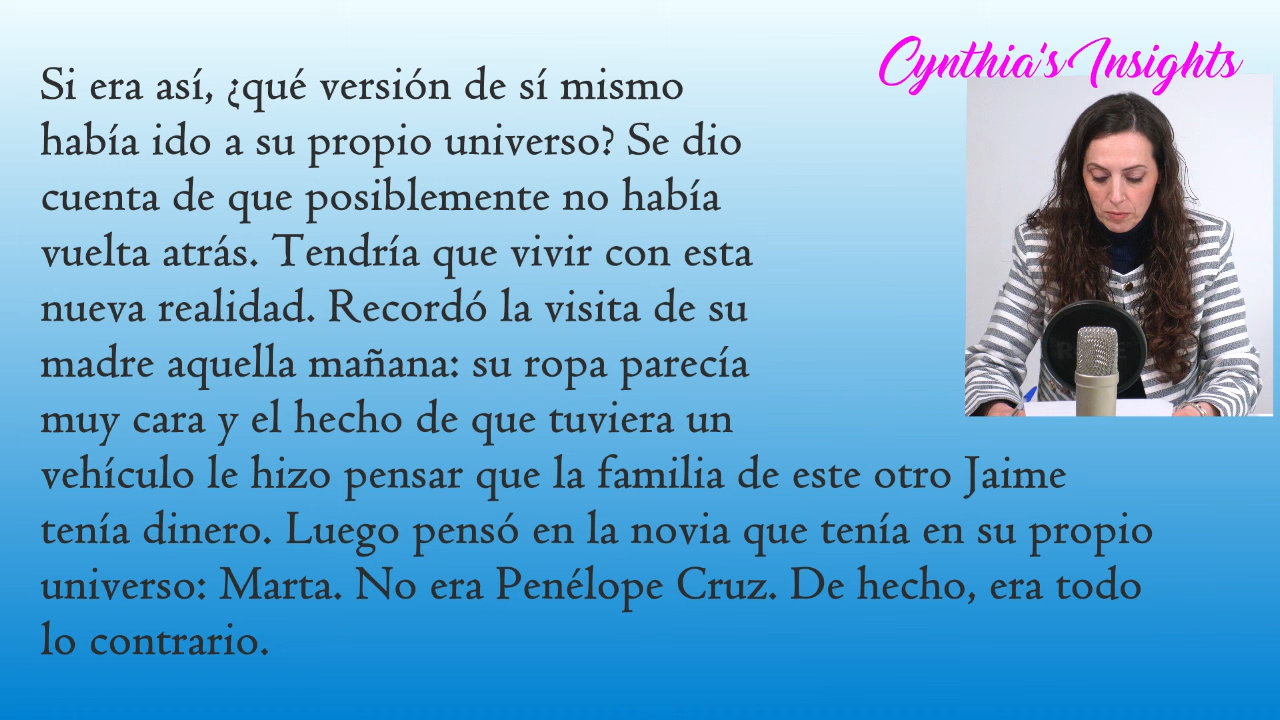 Cynthia's Insights
Si era así, ¿qué versión de sí mismo
había ido a su propio universo? Se dio
cuenta de que posiblemente no había
vuelta atrás. Tendría que vivir con esta
nueva realidad. Recordó la visita de su
madre aquella mañana: su ropa parecía
muy cara y el hecho de que tuviera un
vehículo le hizo pensar que la familia de este otro Jaime
tenía dinero. Luego pensó en la novia que tenía en su propio
universo: Marta. No era Penélope Cruz. De hecho, era todo
lo contrario.